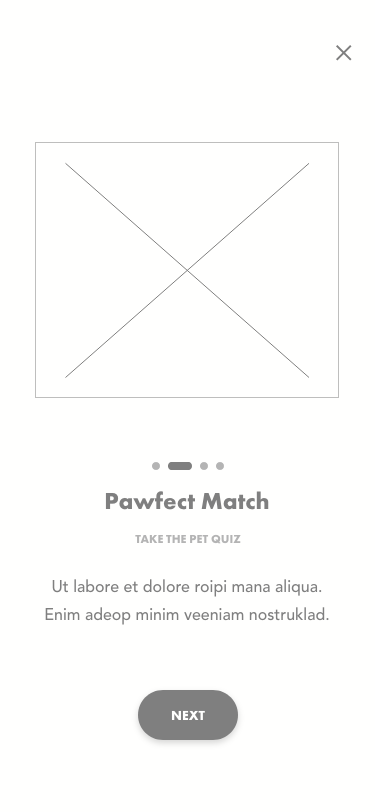 Pawfect Match
TAKE THE PET QUIZ
Ut labore et dolore roipi mana aliqua.
Enim adeop minim veeniam nostruklad.
NEXT